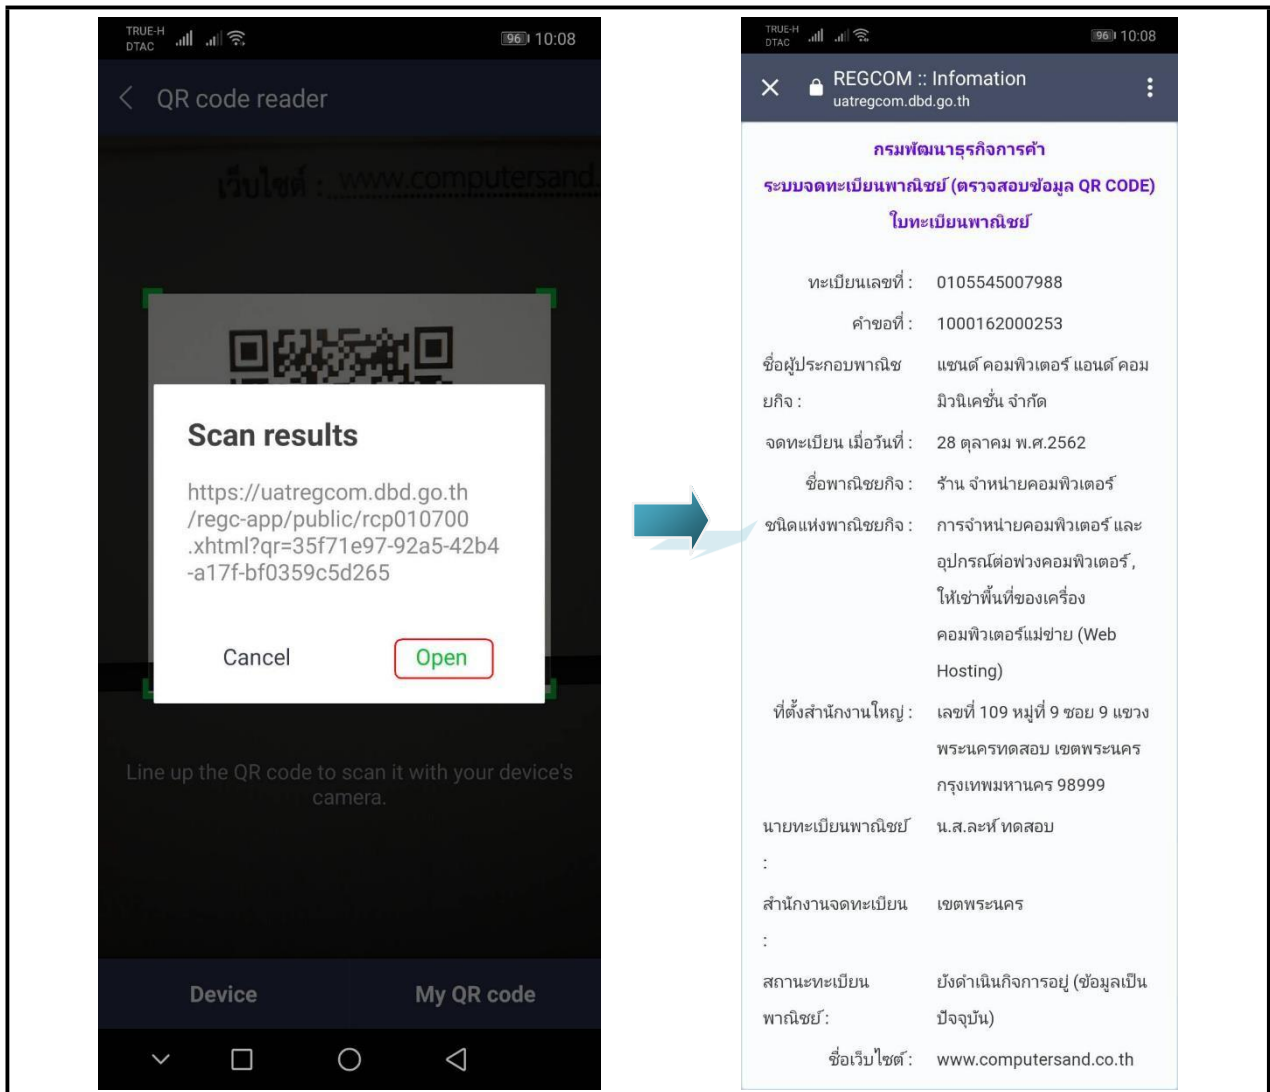 TRUE-H
DTAC
96 10:08
QR code reader
เว็บไซต์ : www.computersand.
Scan results
https://uatregcom.dbd.go.th
/regc-app/public/rcp010700
.xhtml?qr=35f71e97-92a5-42b4
-a17f-bf0359c5d265
Cancel Open
Line up the QR code to scan it with your device's
camera.
Device My QR code
TRUE-H
DTAC
96 10:08
REGCOM :: Infomation
uatregcom.dbd.go.th
กรมพัฒนาธุรกิจการค้า
ระบบจดทะเบียนพาณิชย์ (ตรวจสอบข้อมูล QR CODE)
ใบทะเบียนพาณิชย์
ทะเบียนเลขที่ : 0105545007988
คำขอที่ : 1000162000253
ชื่อผู้ประกอบพาณิช แซนด์ คอมพิวเตอร์ แอนด์ คอม
ยกิจ : มิวนิเคชั่น จำกัด
จดทะเบียน เมื่อวันที่ : 28 ตุลาคม พ.ศ.2562
ชื่อพาณิชยกิจ : ร้าน จำหน่ายคอมพิวเตอร์
ชนิดแห่งพาณิชยกิจ : การจำหน่ายคอมพิวเตอร์ และ
อุปกรณ์ต่อพ่วงคอมพิวเตอร์ ,
ให้เช่าพื้นที่ของเครื่อง
คอมพิวเตอร์แม่ข่าย (Web
Hosting)
ที่ตั้งสำนักงานใหญ่ : เลขที่ 109 หมู่ที่ 9 ซอย 9 แขวง
พระนครทดสอบ เขตพระนคร
กรุงเทพมหานคร 98999
นายทะเบียนพาณิชย์ น.ส.ละห์ ทดสอบ
:
สำนักงานจดทะเบียน เขตพระนคร
:
สถานะทะเบียน ยังดำเนินกิจการอยู่ (ข้อมูลเป็น
พาณิชย์ : ปัจจุบัน)
ชื่อเว็บไซต์ : www.computersand.co.th